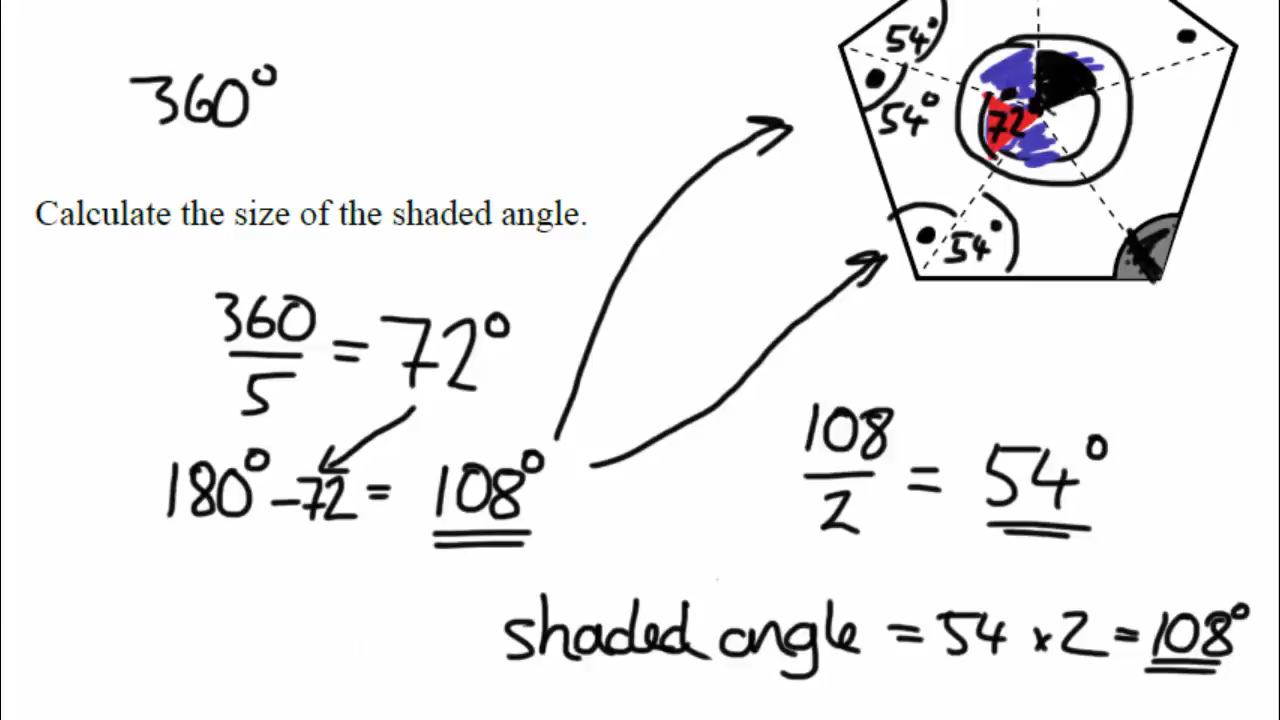 54°
360°
54°
72
Calculate the size of the shaded angle.
54°
360/5 = 72°
180° - 72 = 108°
108/2 = 54°
shaded angle = 54 × 2 = 108°